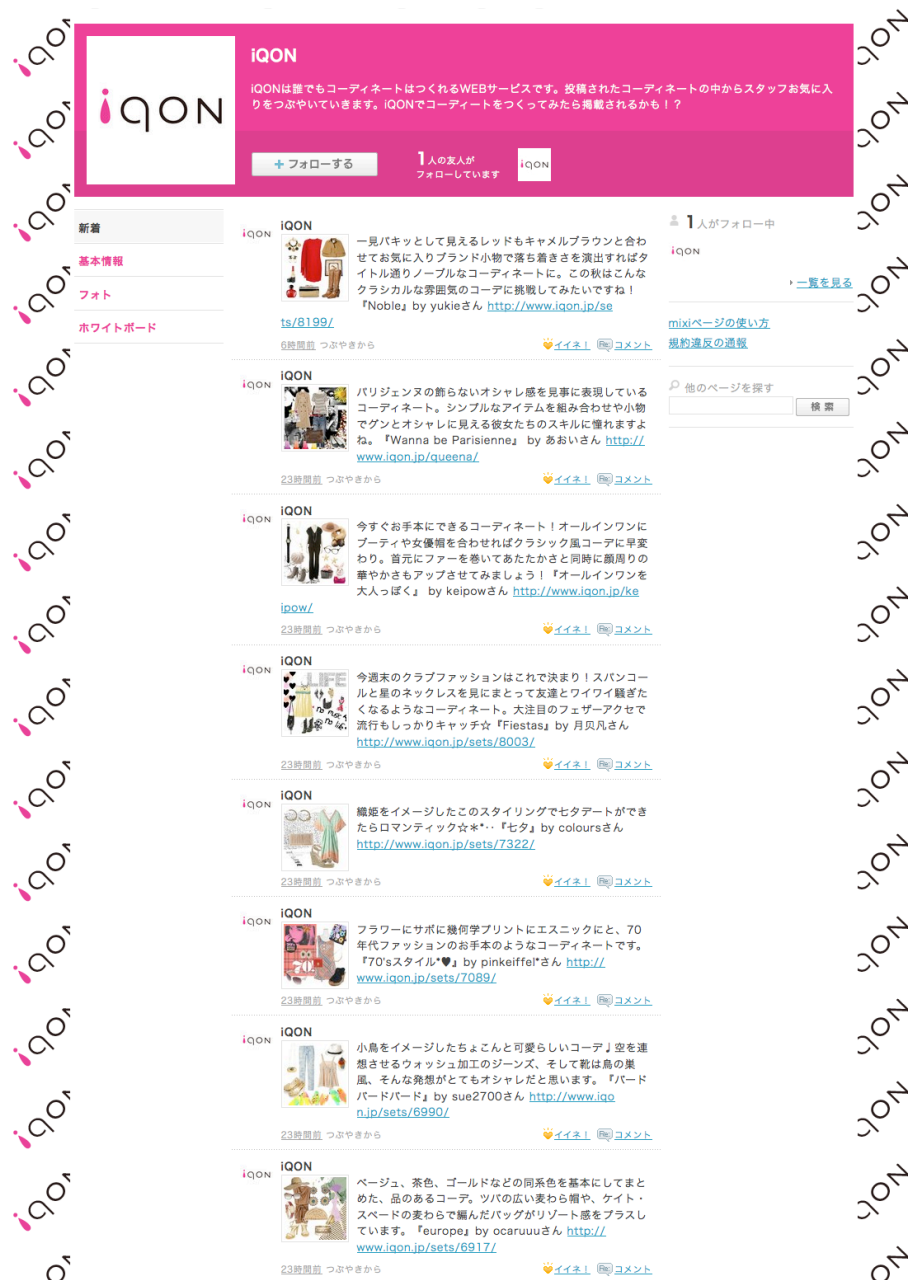 iQON
iQON
iQONは誰でもコーディネートはつくれるWEBサービスです。投稿されたコーディネートの中からスタッフお気に入
りをつぶやいていきます。iQONでコーディートをつくってみたら掲載されるかも！？
+ フォローする
1人の友人が
フォローしています
iQON
新着
基本情報
フォト
ホワイトボード
iQON
iQON
一見パキッとして見えるレッドもキャメルブラウンと合わ
せてお気に入りブランド小物で落ち着きさを演出すればタ
イトル通りノーブルなコーディネートに。この秋はこんな
クラシカルな雰囲気のコーデに挑戦してみたいですね！
『Noble』by yukieさん http://www.iqon.jp/se
ts/8199/
6時間前 つぶやきから
イイネ！ コメント
iQON
iQON
パリジェンヌの飾らないオシャレ感を見事に表現している
コーディネート。シンプルなアイテムを組み合わせや小物
でグンとオシャレに見える彼女たちのスキルに憧れますよ
ね。『Wanna be Parisienne』 by あおいさん http://
www.iqon.jp/queena/
23時間前 つぶやきから
イイネ！ コメント
iQON
iQON
今すぐお手本にできるコーディネート！オールインワンに
ブーティや女優帽を合わせればクラシック風コーデに早変
わり。首元にファーを巻いてあたたかさと同時に顔周りの
華やかさもアップさせてみましょう！『オールインワンを
大人っぽく』 by keipowさん http://www.iqon.jp/ke
ipow/
23時間前 つぶやきから
イイネ！ コメント
iQON
iQON
LIFE
今週末のクラブファッションはこれで決まり！スパンコー
ルと星のネックレスを見にまとって友達とワイワイ騒ぎた
くなるようなコーディネート。大注目のフェザーアクセで
流行もしっかりキャッチ☆『Fiestas』by 月贝凡さん
http://www.iqon.jp/sets/8003/
23時間前 つぶやきから
イイネ！ コメント
iQON
iQON
織姫をイメージしたこのスタイリングで七夕デートができ
たらロマンティック☆＊*‥『七夕』by coloursさん
http://www.iqon.jp/sets/7322/
23時間前 つぶやきから
イイネ！ コメント
iQON
iQON
フラワーにサボに幾何学プリントにエスニックにと、70
年代ファッションのお手本のようなコーディネートです。
『70'sスタイル*♥』by pinkeiffel*さん http://
www.iqon.jp/sets/7089/
23時間前 つぶやきから
イイネ！ コメント
iQON
iQON
小鳥をイメージしたちょこんと可愛らしいコーデ♩空を連
想させるウォッシュ加工のジーンズ、そして靴は鳥の巣
風、そんな発想がとてもオシャレだと思います。『バード
バードバード』by sue2700さん http://www.iqo
n.jp/sets/6990/
23時間前 つぶやきから
イイネ！ コメント
iQON
iQON
ベージュ、茶色、ゴールドなどの同系色を基本にしてまと
めた、品のあるコーデ。ツバの広い麦わら帽や、ケイト・
スペードの麦わらで編んだバッグがリゾート感をプラスし
ています。『europe』by ocaruuuさん http://
www.iqon.jp/sets/6917/
23時間前 つぶやきから
イイネ！ コメント
1人がフォロー中
iQON
一覧を見る
mixiページの使い方
規約違反の通報
他のページを探す
検 索